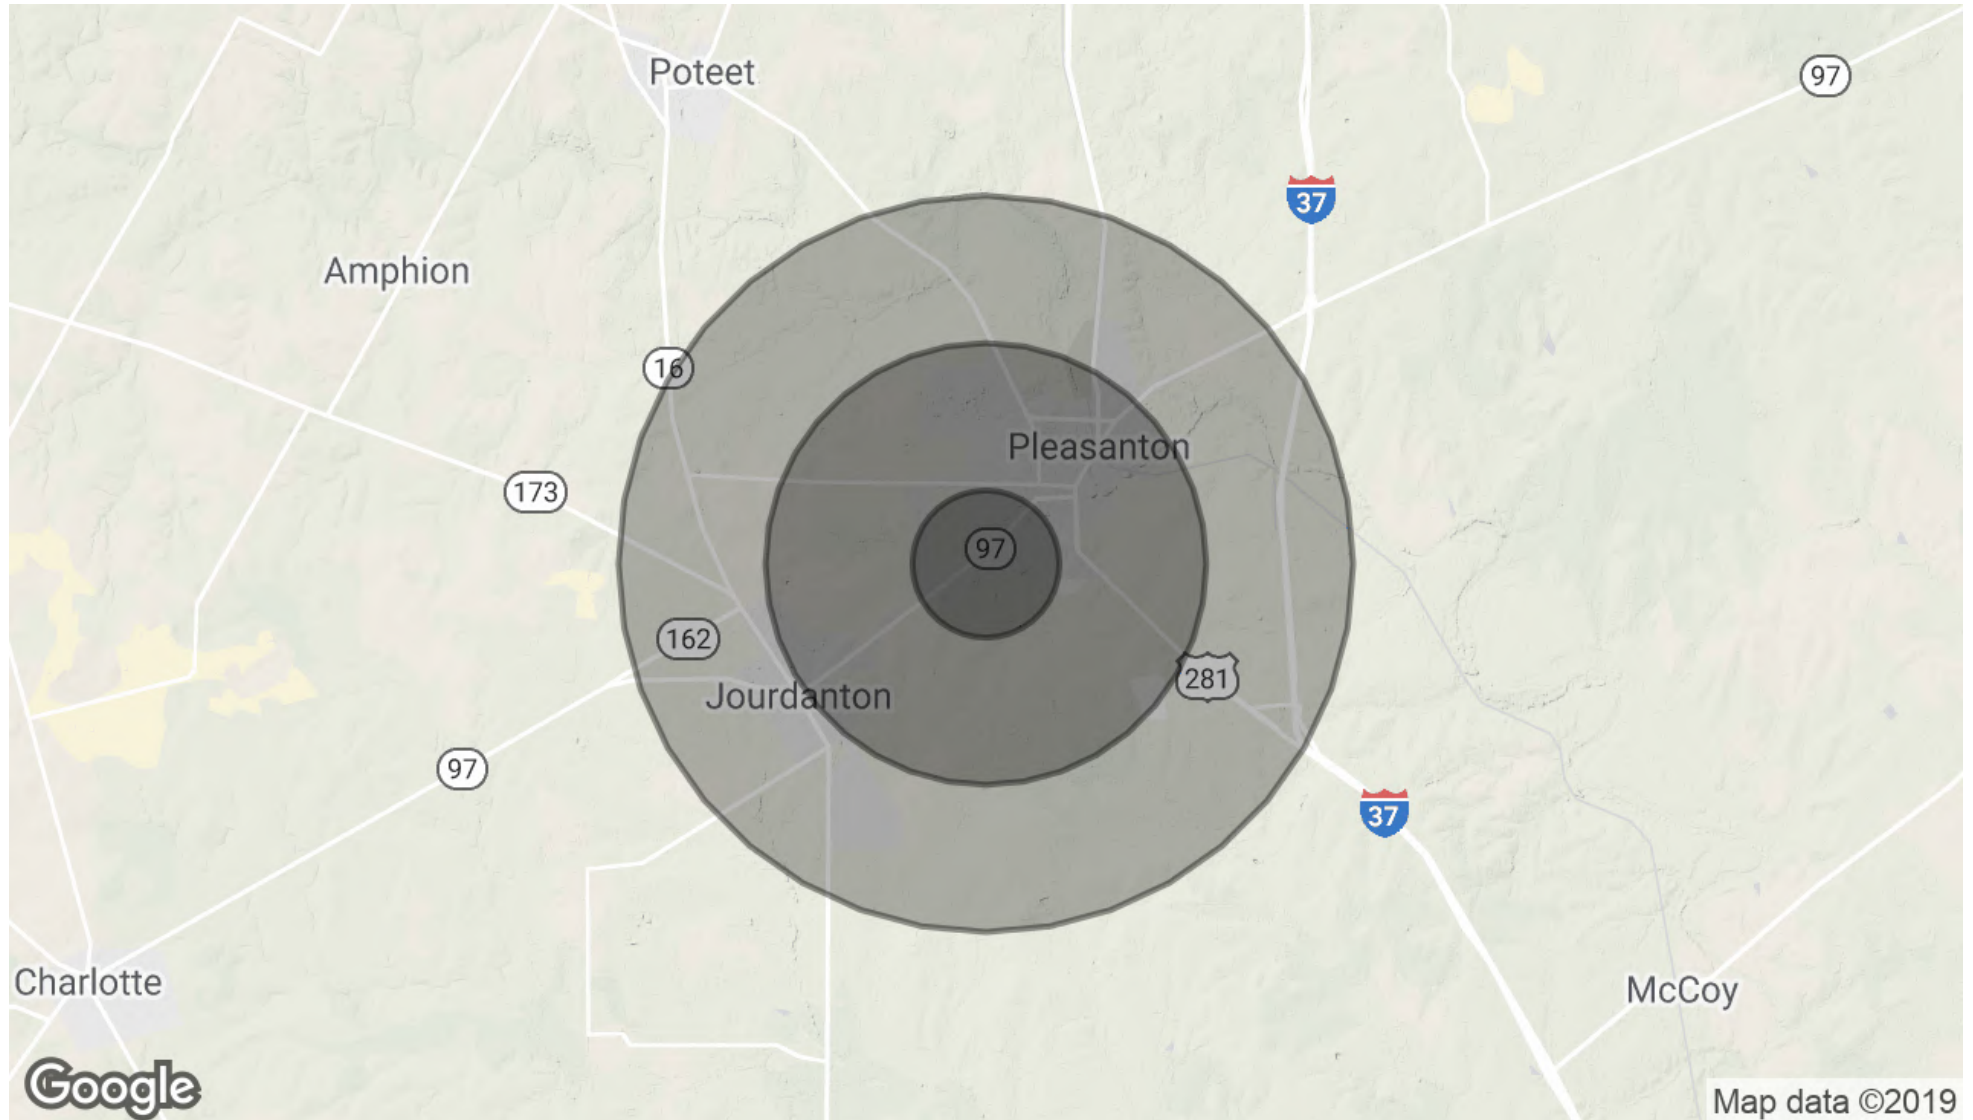 Poteet
97
37
Amphion
16
Pleasanton
173
97
162
281
Jourdanton
97
37
Charlotte
McCoy
Google
Map data ©2019